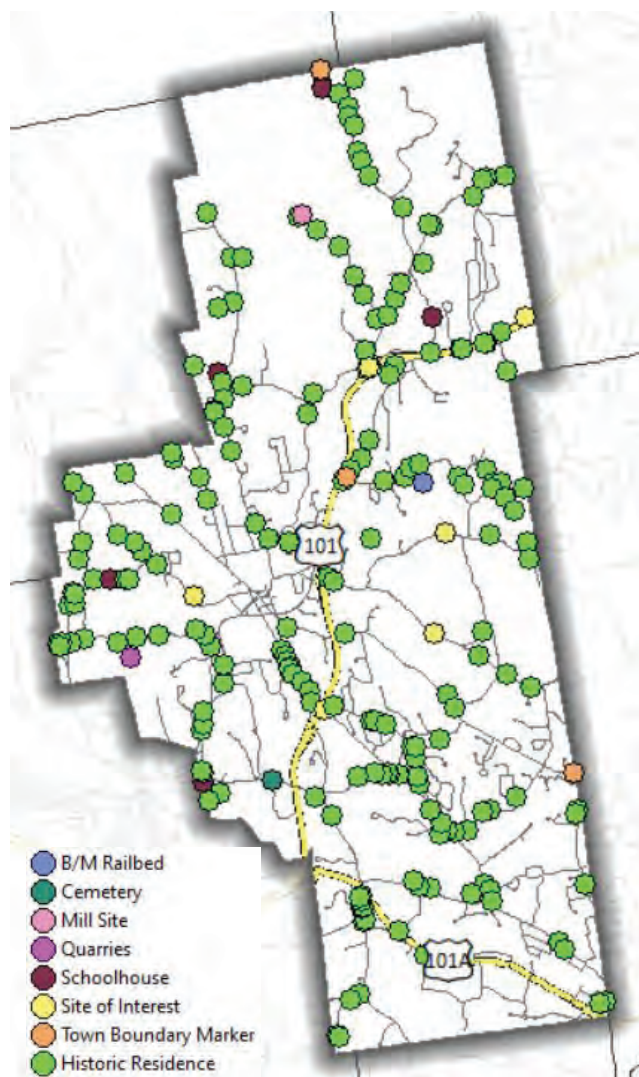 101
101A
B/M Railbed
Cemetery
Mill Site
Quarries
Schoolhouse
Site of Interest
Town Boundary Marker
Historic Residence